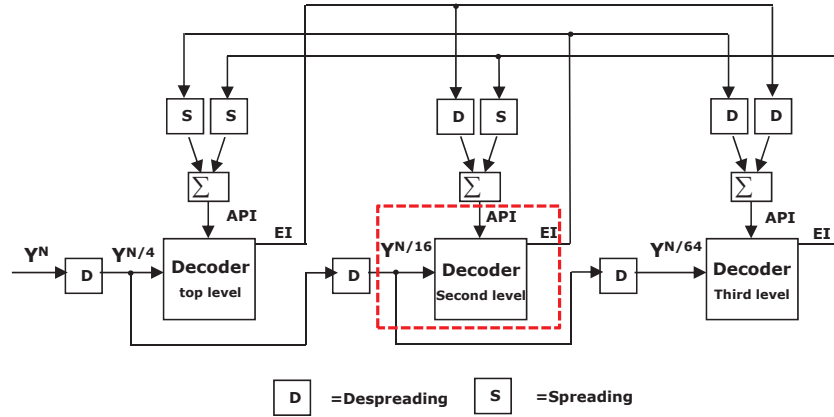 S S D S D D
∑ ∑ ∑
API API API
EI EI EI
Y^N D Y^N/4 Decoder top level
D Y^N/16 Decoder Second level
D Y^N/64 Decoder Third level
D =Despreading S =Spreading